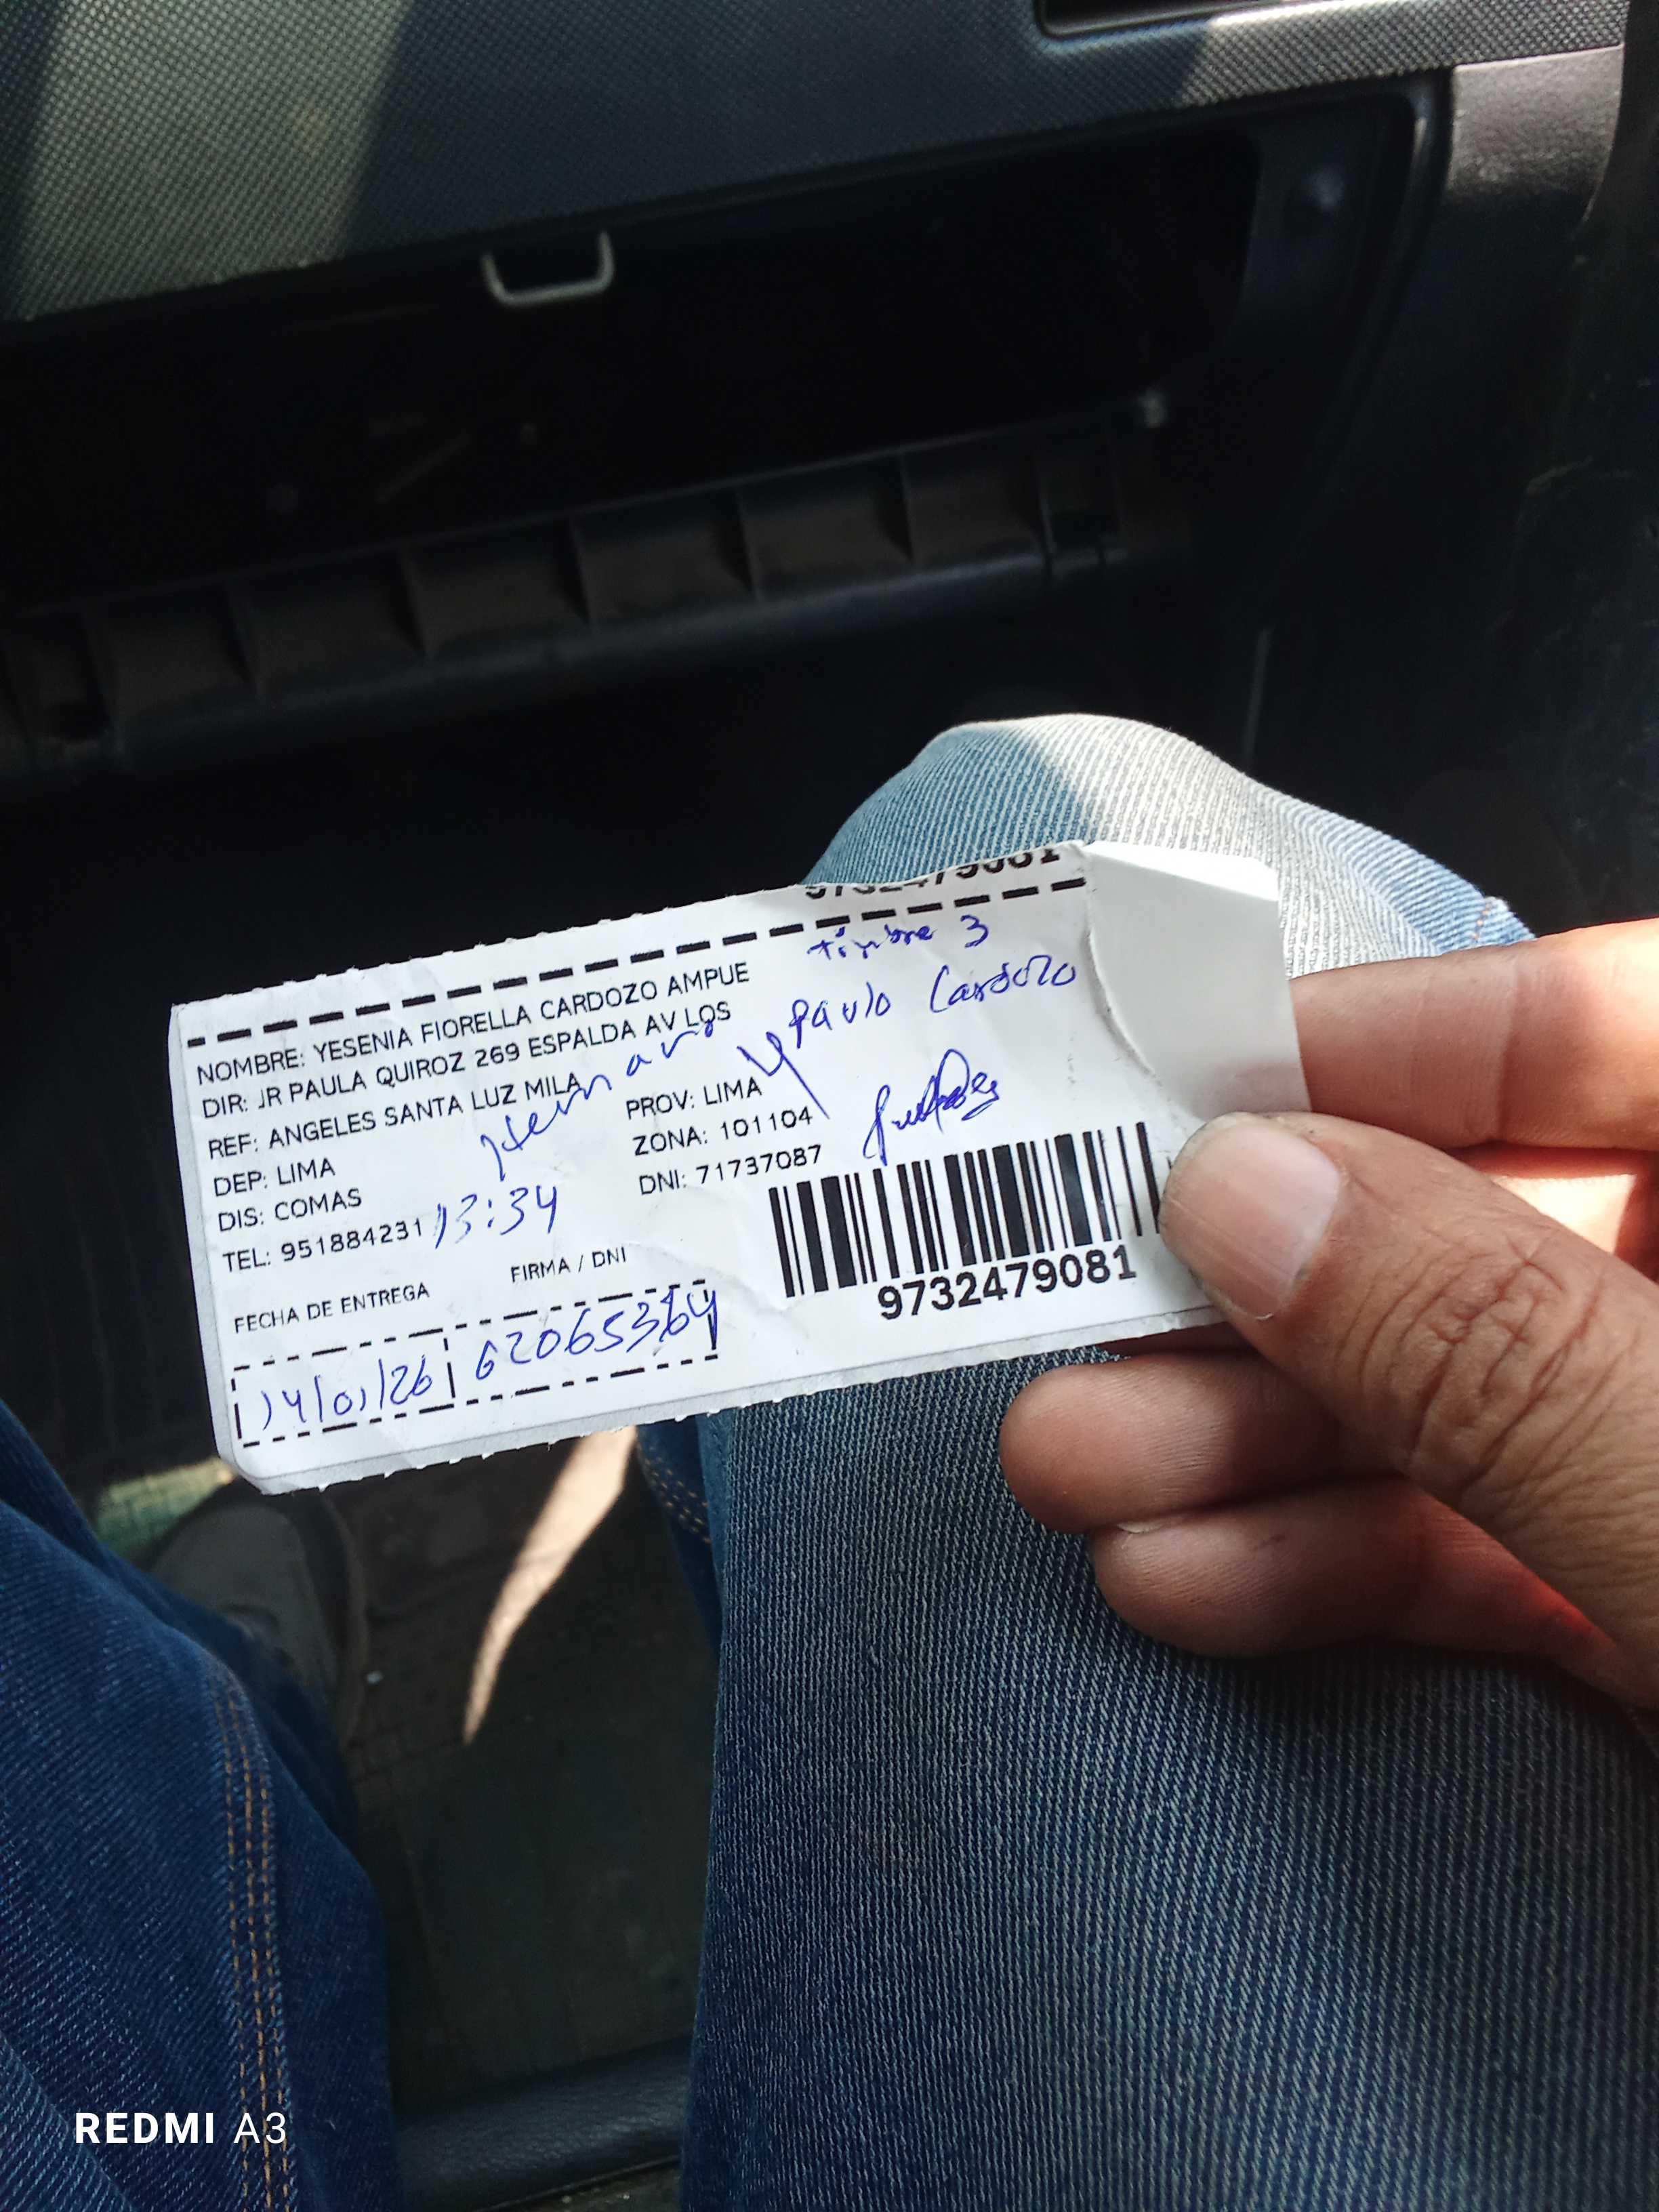 timbre 3
NOMBRE: YESENIA FIORELLA CARDOZO AMPUE
DIR: JR PAULA QUIROZ 269 ESPALDA AV LOS
REF: ANGELES SANTA LUZ MILA
Paulo Cardozo
Hermano
DEP: LIMA PROV: LIMA
DIS: COMAS ZONA: 101104
TEL: 951884231 DNI: 71737087
13:34
FECHA DE ENTREGA FIRMA / DNI
14/01/26 62065364
9732479081
REDMI A3